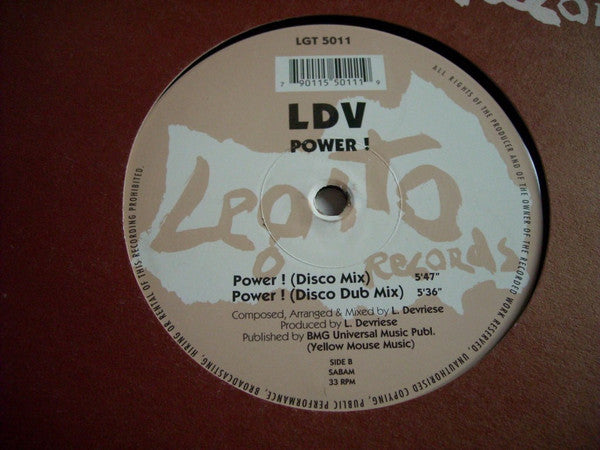 LGT 5011
7 90115 50111 9
LDV
POWER !
Legato
Records
Power ! (Disco Mix) 5'47"
Power ! (Disco Dub Mix) 5'36"
Composed, Arranged & Mixed by L. Devriese
Produced by L. Devriese
Published by BMG Universal Music Publ.
(Yellow Mouse Music)
SIDE B
SABAM
33 RPM
ALL RIGHTS OF THE PRODUCER AND OF THE OWNER OF THE RECORDED WORK RESERVED. UNAUTHORISED COPYING, PUBLIC PERFORMANCE, BROADCASTING, HIRING OR RENTAL OF THIS RECORDING PROHIBITED.